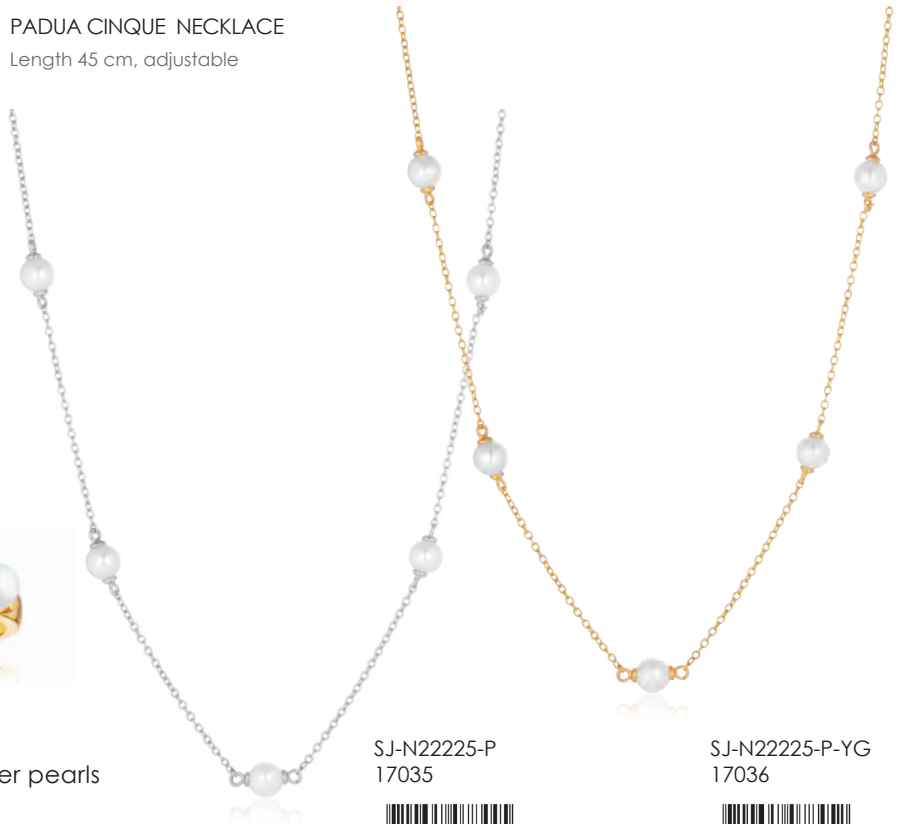 PADUA CINQUE NECKLACE
Length 45 cm, adjustable
er pearls
SJ-N22225-P
17035
SJ-N22225-P-YG
17036